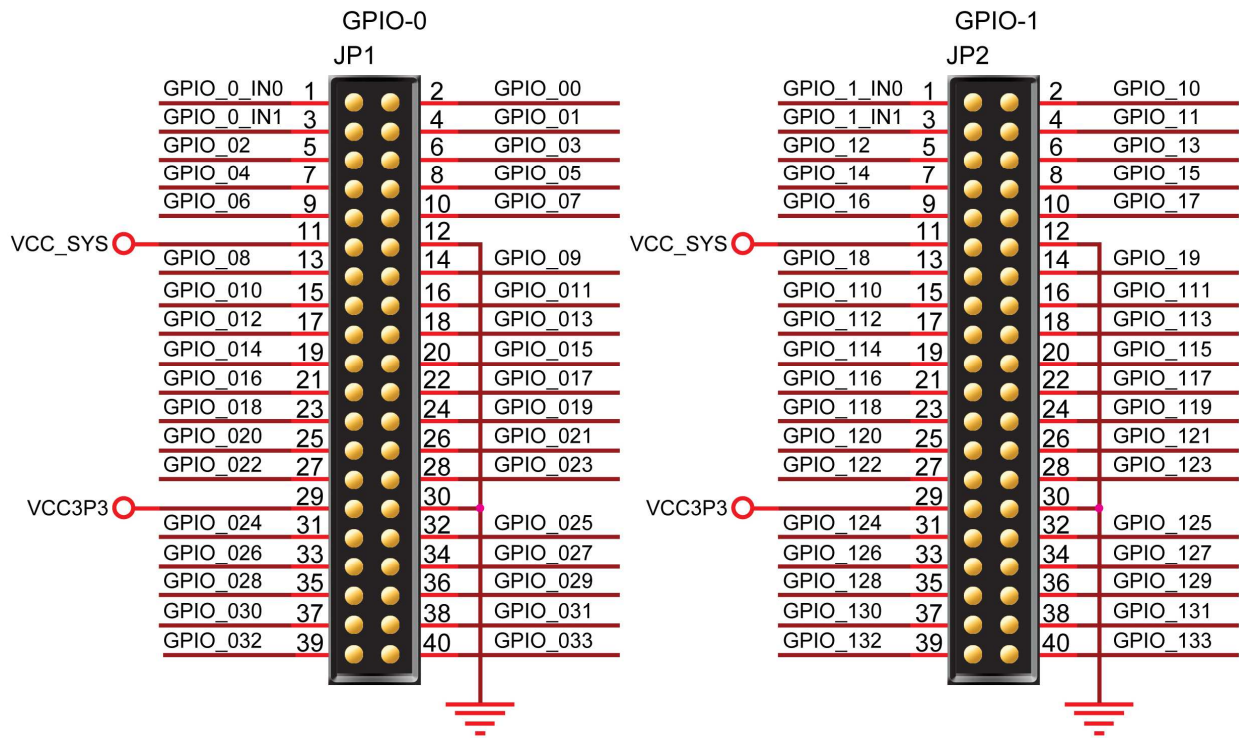 GPIO-0 GPIO-1
JP1 JP2
GPIO_0_IN0 1 2 GPIO_00 GPIO_1_IN0 1 2 GPIO_10
GPIO_0_IN1 3 4 GPIO_01 GPIO_1_IN1 3 4 GPIO_11
GPIO_02 5 6 GPIO_03 GPIO_12 5 6 GPIO_13
GPIO_04 7 8 GPIO_05 GPIO_14 7 8 GPIO_15
GPIO_06 9 10 GPIO_07 GPIO_16 9 10 GPIO_17
VCC_SYS 11 12 VCC_SYS 11 12
GPIO_08 13 14 GPIO_09 GPIO_18 13 14 GPIO_19
GPIO_010 15 16 GPIO_011 GPIO_110 15 16 GPIO_111
GPIO_012 17 18 GPIO_013 GPIO_112 17 18 GPIO_113
GPIO_014 19 20 GPIO_015 GPIO_114 19 20 GPIO_115
GPIO_016 21 22 GPIO_017 GPIO_116 21 22 GPIO_117
GPIO_018 23 24 GPIO_019 GPIO_118 23 24 GPIO_119
GPIO_020 25 26 GPIO_021 GPIO_120 25 26 GPIO_121
GPIO_022 27 28 GPIO_023 GPIO_122 27 28 GPIO_123
VCC3P3 29 30 VCC3P3 29 30
GPIO_024 31 32 GPIO_025 GPIO_124 31 32 GPIO_125
GPIO_026 33 34 GPIO_027 GPIO_126 33 34 GPIO_127
GPIO_028 35 36 GPIO_029 GPIO_128 35 36 GPIO_129
GPIO_030 37 38 GPIO_031 GPIO_130 37 38 GPIO_131
GPIO_032 39 40 GPIO_033 GPIO_132 39 40 GPIO_133